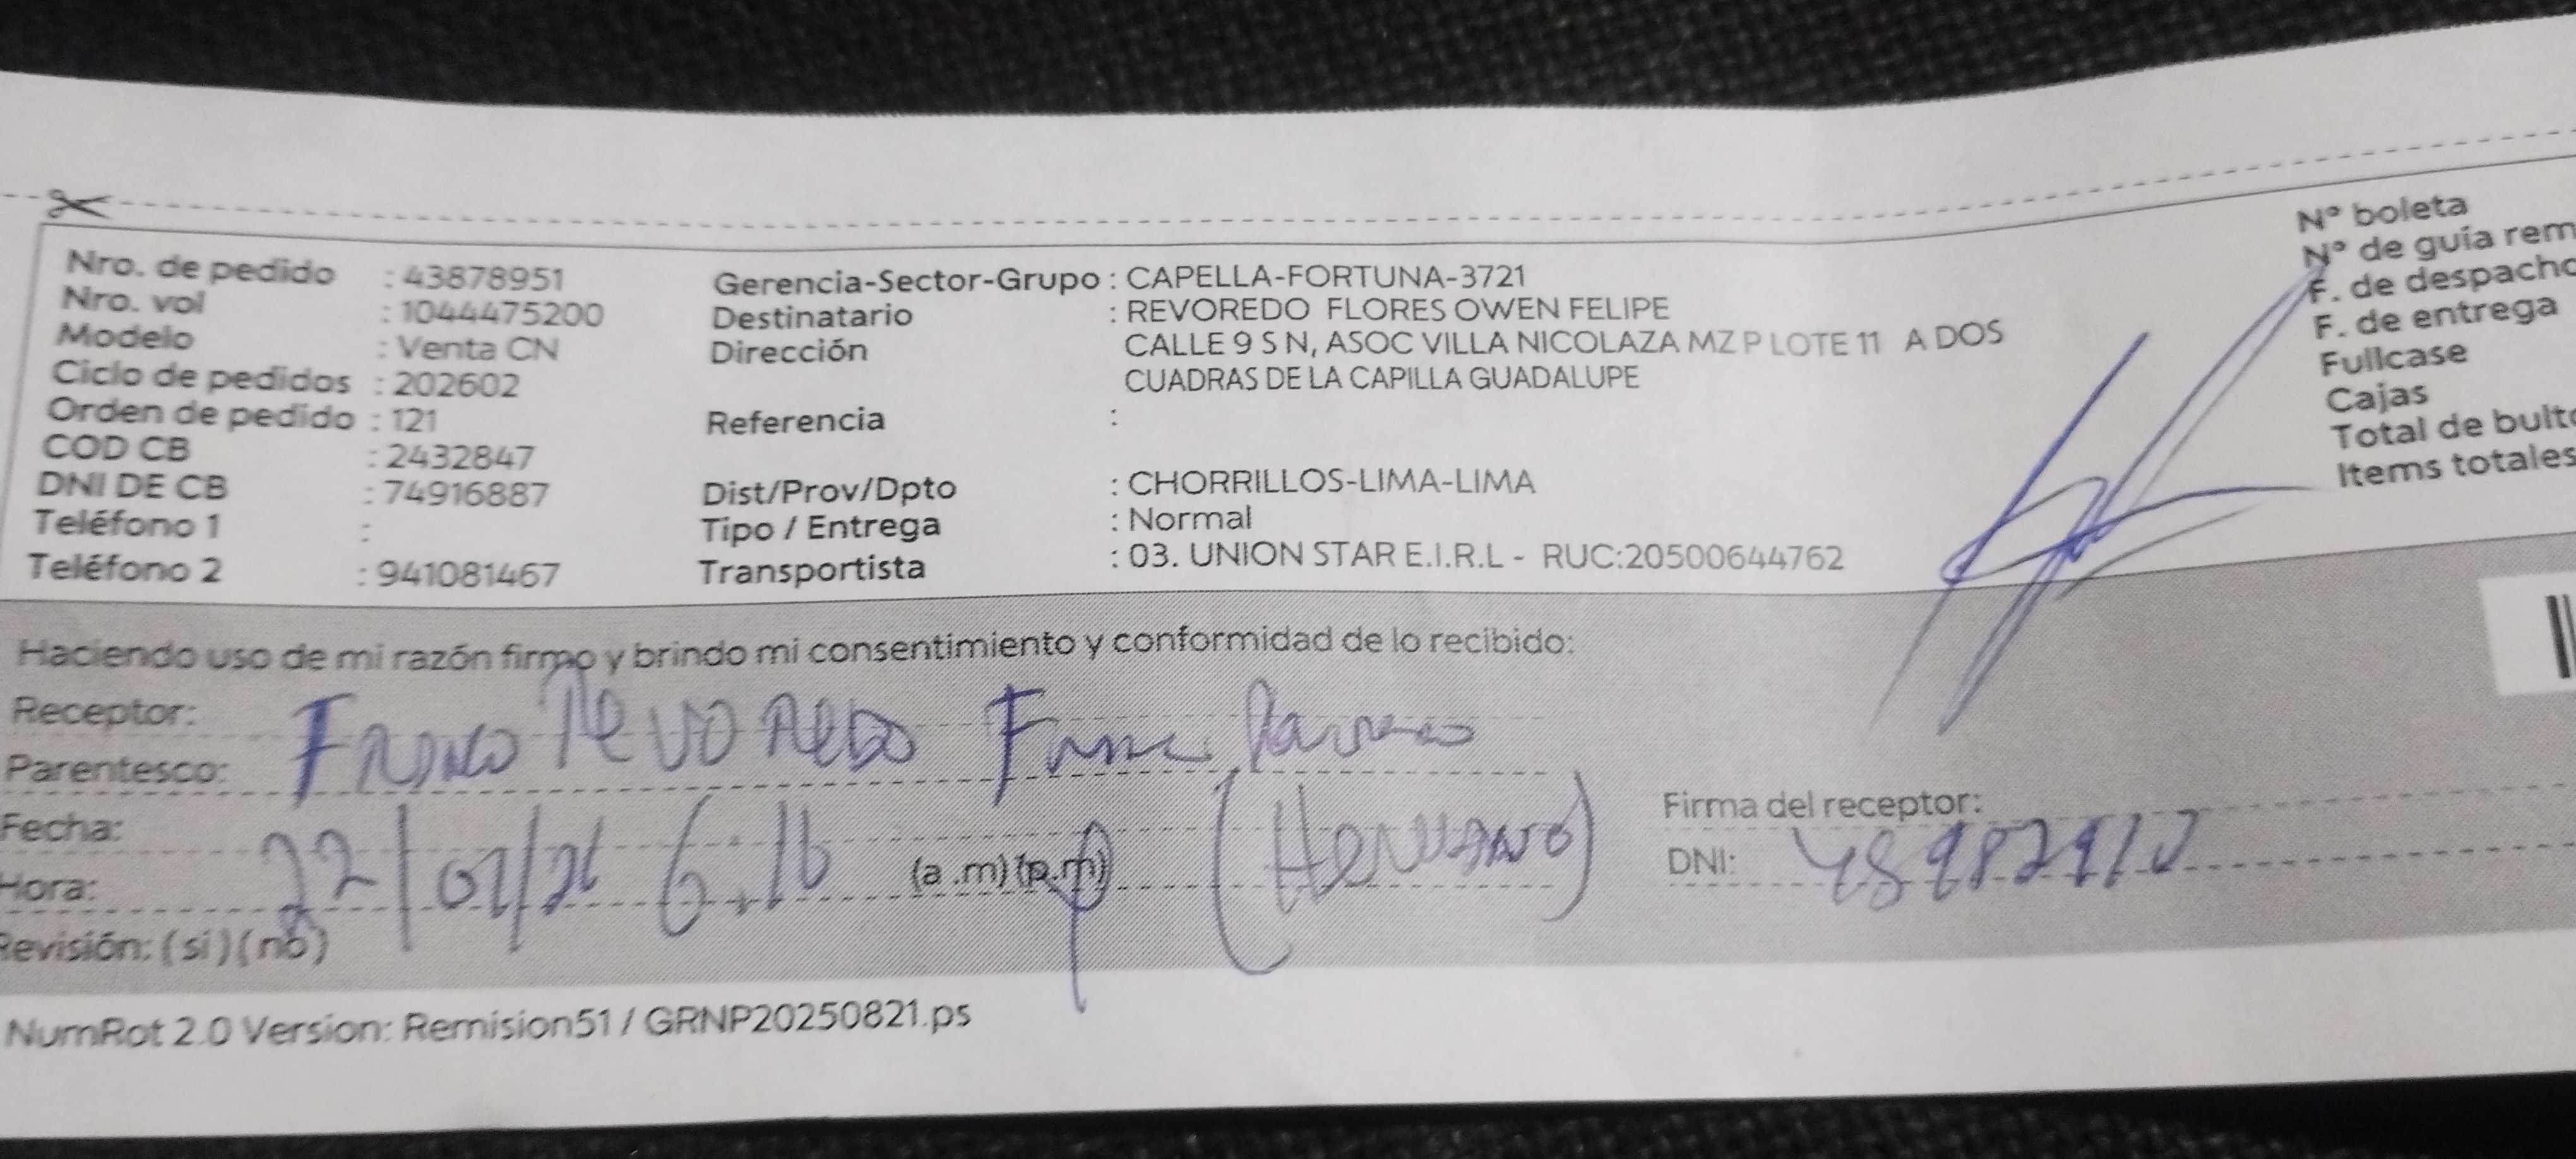 Nro. de pedido : 43878951
Nro. vol : 1044475200
Modelo : Venta CN
Ciclo de pedidos : 202602
Orden de pedido : 121
COD CB : 2432847
DNI DE CB : 74916887
Teléfono 1 :
Teléfono 2 : 941081467
Gerencia-Sector-Grupo : CAPELLA-FORTUNA-3721
Destinatario : REVOREDO FLORES OWEN FELIPE
Dirección CALLE 9 S N, ASOC VILLA NICOLAZA MZ P LOTE 11 A DOS
CUADRAS DE LA CAPILLA GUADALUPE
Referencia :
Dist/Prov/Dpto : CHORRILLOS-LIMA-LIMA
Tipo / Entrega : Normal
Transportista : 03. UNION STAR E.I.R.L - RUC:20500644762
N° boleta
N° de guía rem
F. de despacho
F. de entrega
Fullcase
Cajas
Total de bulto
Items totales
Haciendo uso de mi razón firmo y brindo mi consentimiento y conformidad de lo recibido:
Receptor:
Parentesco: Franco Revoredo
Fecha:
Hora: 6:16 (a .m) (p.m) (Hermano)
Revisión: (si) (no)
Firma del receptor:
DNI:
NumRot 2.0 Version: Remision51 / GRNP20250821.ps